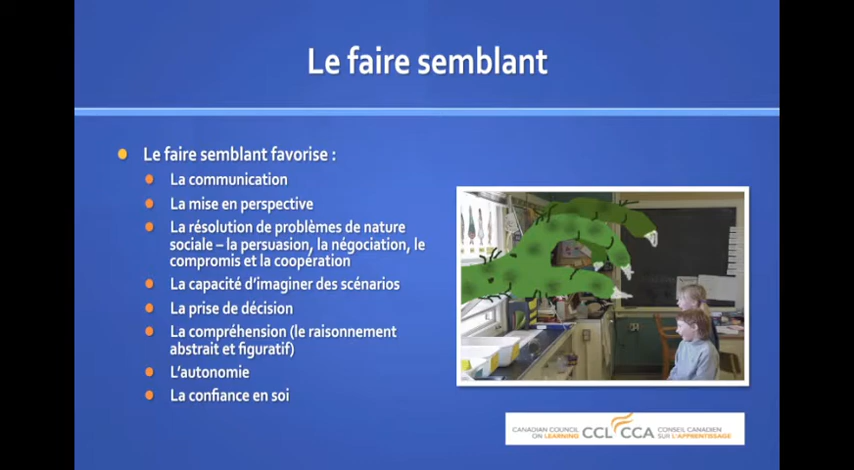 Le faire semblant
Le faire semblant favorise :
La communication
La mise en perspective
La résolution de problèmes de nature
sociale – la persuasion, la négociation, le
compromis et la coopération
La capacité d'imaginer des scénarios
La prise de décision
La compréhension (le raisonnement
abstrait et figuratif)
L'autonomie
La confiance en soi
CANADIAN COUNCIL
ON LEARNING
CCL CCA
CONSEIL CANADIEN
SUR L'APPRENTISSAGE